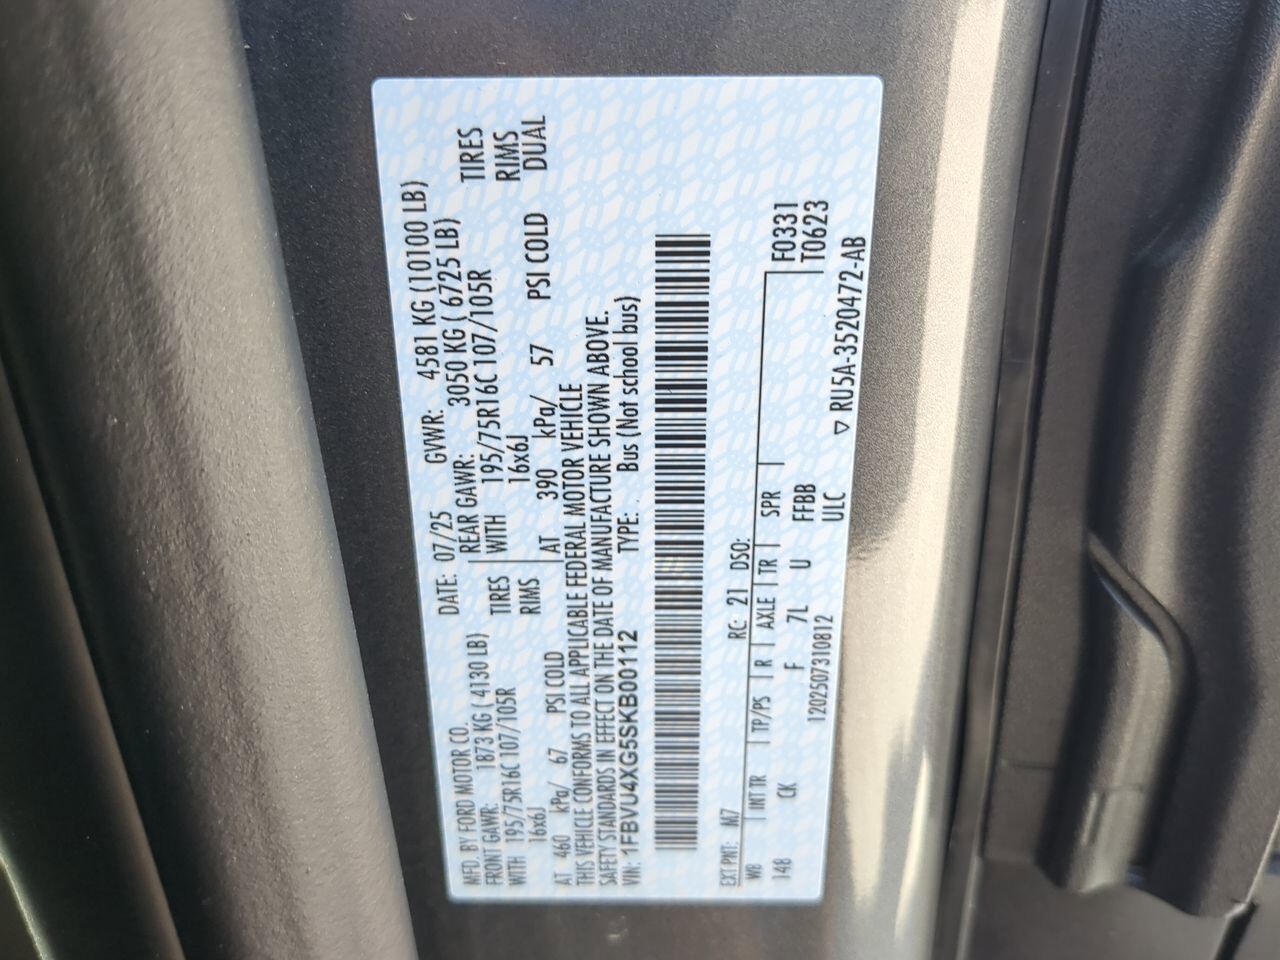 MFD. BY FORD MOTOR CO.
DATE: 07/25 GVWR: 4581 KG (10100 LB)
FRONT GAWR: 1873 KG ( 4130 LB) REAR GAWR: 3050 KG ( 6725 LB)
WITH 195/75R16C 107/105R TIRES WITH 195/75R16C 107/105R TIRES
16x6J RIMS 16x6J RIMS
AT 460 kPa/ 67 PSI COLD AT 390 kPa/ 57 PSI COLD DUAL
THIS VEHICLE CONFORMS TO ALL APPLICABLE FEDERAL MOTOR VEHICLE
SAFETY STANDARDS IN EFFECT ON THE DATE OF MANUFACTURE SHOWN ABOVE.
VIN: 1FBVU4XG5SKB00112 TYPE: Bus (Not school bus)
EXT PNT: M7 RC: 21 DSO:
WB INT TR TP/PS R AXLE TR SPR F0331
148 CK F 7L U FFBB T0623
1202507310812 ULC
▽ RU5A-3520472-AB